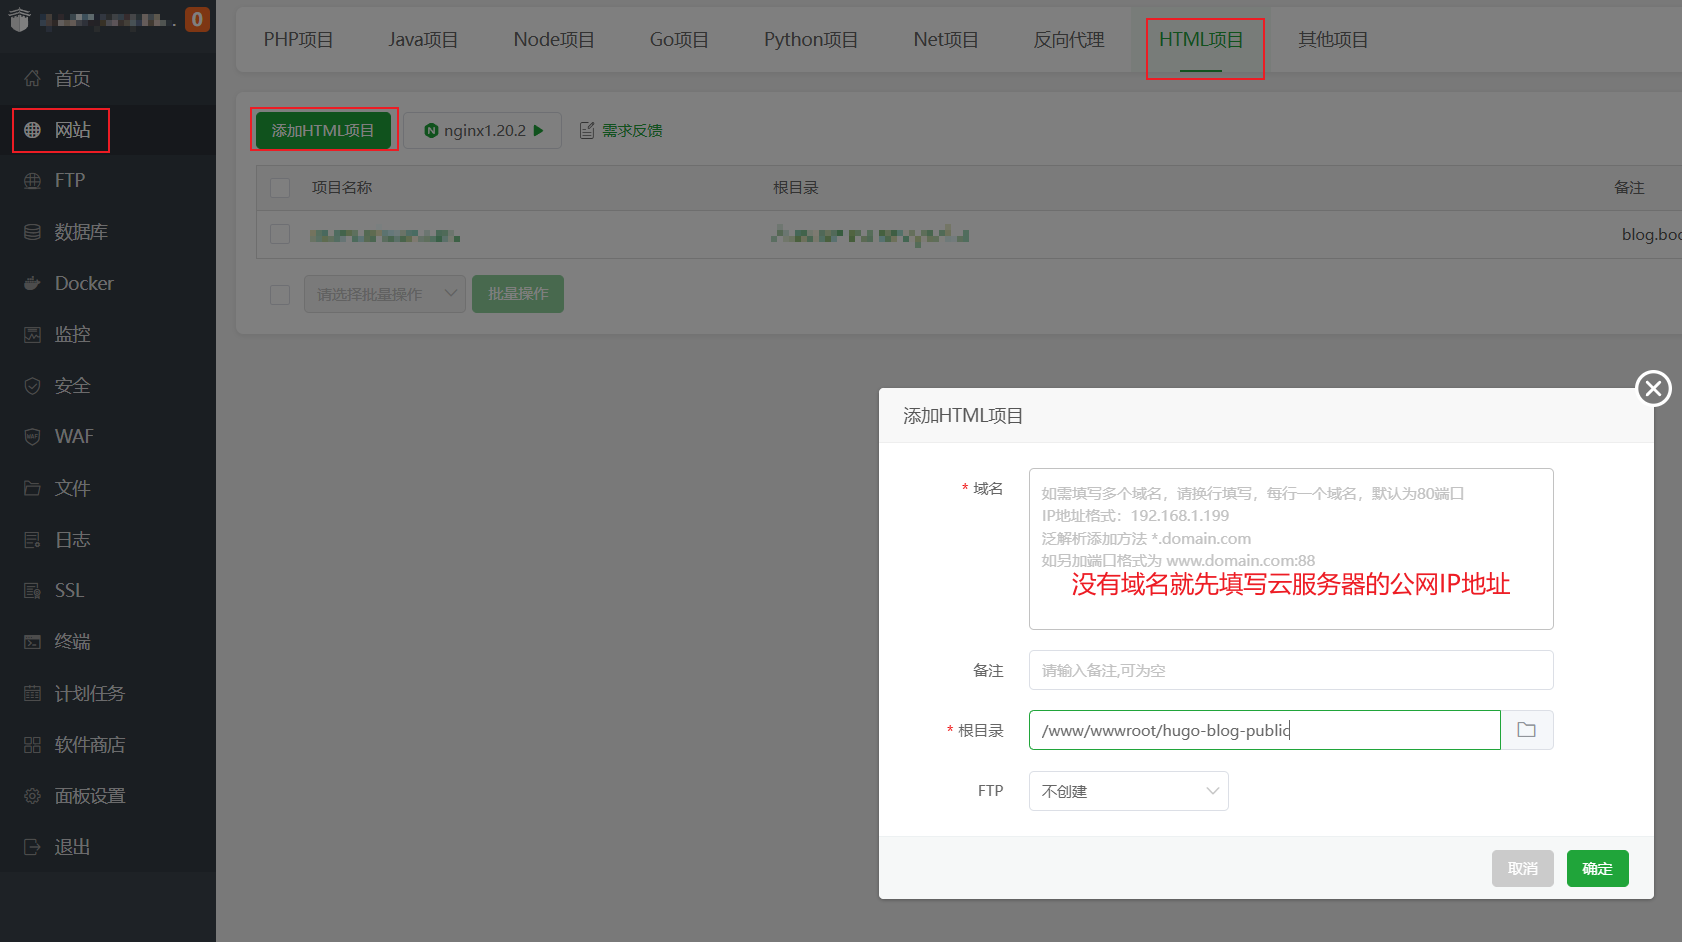 0
首页
网站
FTP
数据库
Docker
监控
安全
WAF
文件
日志
SSL
终端
计划任务
软件商店
面板设置
退出
PHP项目 Java项目 Node项目 Go项目 Python项目 Net项目 反向代理 HTML项目 其他项目
添加HTML项目 nginx1.20.2 需求反馈
项目名称 根目录 备注
blog.boo
请选择批量操作 批量操作
添加HTML项目
* 域名
如需填写多个域名，请换行填写，每行一个域名，默认为80端口
IP地址格式：192.168.1.199
泛解析添加方法 *.domain.com
如另加端口格式为 www.domain.com:88
没有域名就先填写云服务器的公网IP地址
备注 请输入备注,可为空
* 根目录 /www/wwwroot/hugo-blog-public
FTP 不创建
取消 确定